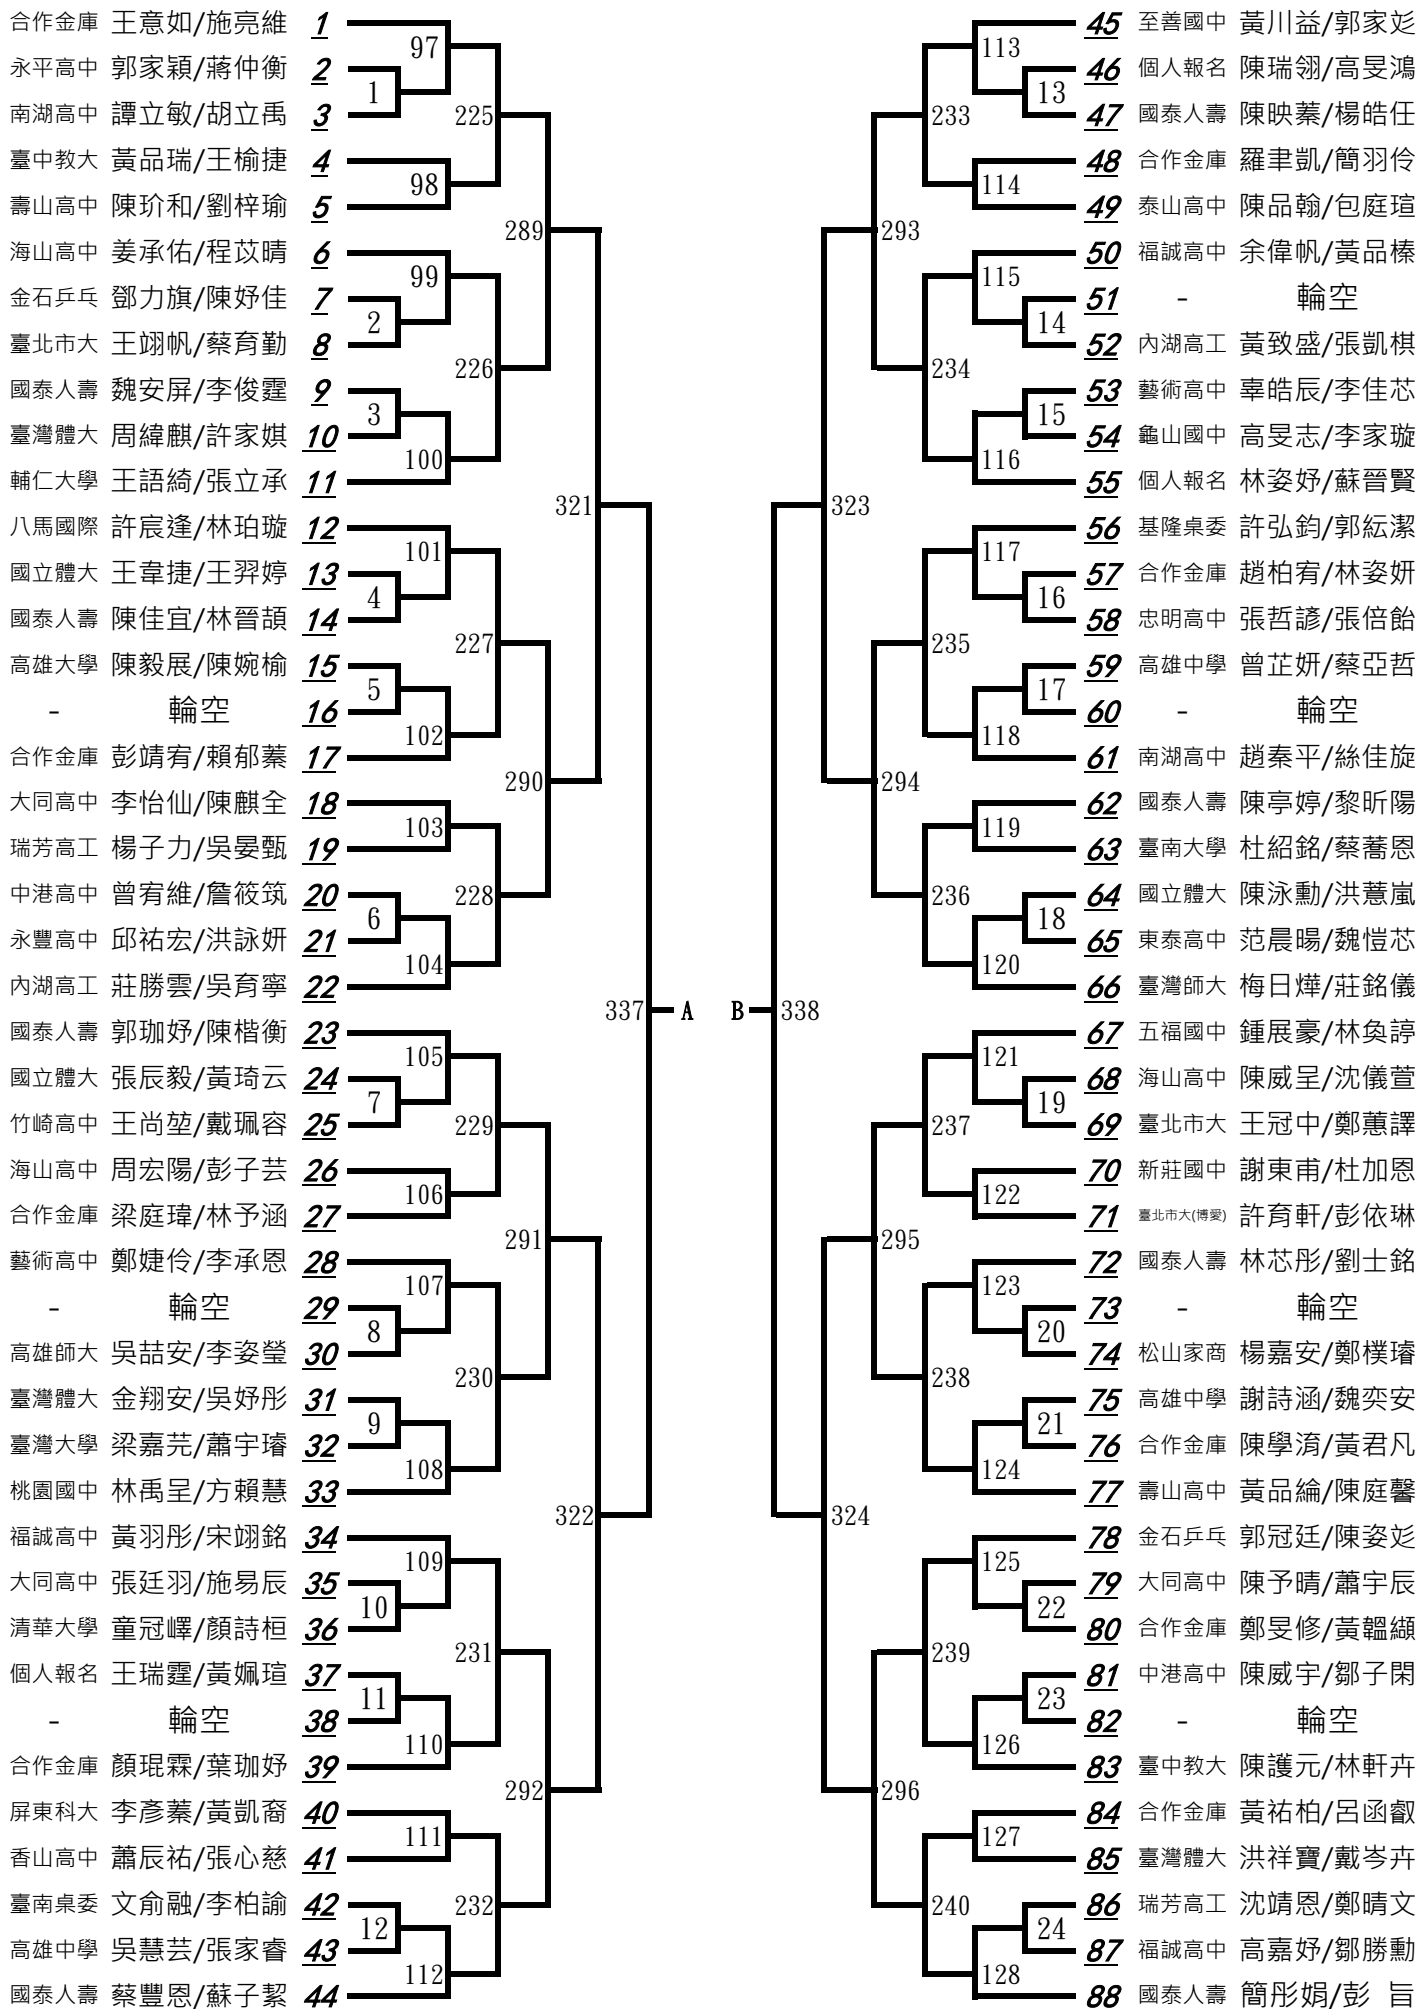 合作金庫 王意如/施亮維 1
永平高中 郭家穎/蔣仲衡 2
南湖高中 譚立敏/胡立禹 3
臺中教大 黃品瑞/王榆捷 4
壽山高中 陳玠和/劉梓瑜 5
海山高中 姜承佑/程苡晴 6
金石乒乓 鄧力旗/陳妤佳 7
臺北市大 王翊帆/蔡育勤 8
國泰人壽 魏安屏/李俊霆 9
臺灣體大 周緯麒/許家媅 10
輔仁大學 王語綺/張立承 11
八馬國際 許宸逢/林珀璇 12
國立體大 王韋捷/王羿婷 13
國泰人壽 陳佳宜/林晉頡 14
高雄大學 陳毅展/陳婉榆 15
- 輪空 16
合作金庫 彭靖宥/賴郁蓁 17
大同高中 李怡仙/陳麒全 18
瑞芳高工 楊子力/吳晏甄 19
中港高中 曾宥維/詹筱筑 20
永豐高中 邱祐宏/洪詠妍 21
內湖高工 莊勝雲/吳育寧 22
國泰人壽 郭珈妤/陳楷衡 23
國立體大 張辰毅/黃琦云 24
竹崎高中 王尚堃/戴珮容 25
海山高中 周宏陽/彭子芸 26
合作金庫 梁庭瑋/林予涵 27
藝術高中 鄭婕伶/李承恩 28
- 輪空 29
高雄師大 吳喆安/李姿瑩 30
臺灣體大 金翔安/吳妤彤 31
臺灣大學 梁嘉芫/蕭宇璿 32
桃園國中 林禹呈/方賴慧 33
福誠高中 黃羽彤/宋翊銘 34
大同高中 張廷羽/施易辰 35
清華大學 童冠嶧/顏詩桓 36
個人報名 王瑞霆/黃姵瑄 37
- 輪空 38
合作金庫 顏琨霖/葉珈妤 39
屏東科大 李彥蓁/黃凱裔 40
香山高中 蕭辰祐/張心慈 41
臺南桌委 文俞融/李柏諭 42
高雄中學 吳慧芸/張家睿 43
國泰人壽 蔡豐恩/蘇子絜 44
1
2
3
4
5
6
7
8
9
10
11
12
97
98
99
100
101
102
103
104
105
106
107
108
109
110
111
112
225
226
227
228
229
230
231
232
289
290
291
292
321
322
337
A
B
338
323
324
293
294
295
296
233
234
235
236
237
238
239
240
113
114
115
116
117
118
119
120
121
122
123
124
125
126
127
128
13
14
15
16
17
18
19
20
21
22
23
24
45 至善國中 黃川益/郭家彣
46 個人報名 陳瑞翎/高旻鴻
47 國泰人壽 陳映蓁/楊皓任
48 合作金庫 羅聿凱/簡羽伶
49 泰山高中 陳品翰/包庭瑄
50 福誠高中 余偉帆/黃品榛
51 - 輪空
52 內湖高工 黃致盛/張凱棋
53 藝術高中 辜皓辰/李佳芯
54 龜山國中 高旻志/李家璇
55 個人報名 林姿妤/蘇晉賢
56 基隆桌委 許弘鈞/郭紜潔
57 合作金庫 趙柏宥/林姿妍
58 忠明高中 張哲諺/張倍飴
59 高雄中學 曾芷妍/蔡亞哲
60 - 輪空
61 南湖高中 趙秦平/絲佳旋
62 國泰人壽 陳亭婷/黎昕陽
63 臺南大學 杜紹銘/蔡蕎恩
64 國立體大 陳泳勳/洪薏嵐
65 東泰高中 范晨暘/魏愷芯
66 臺灣師大 梅日燁/莊銘儀
67 五福國中 鍾展豪/林奐諄
68 海山高中 陳威呈/沈儀萱
69 臺北市大 王冠中/鄭蕙譯
70 新莊國中 謝東甫/杜加恩
71 臺北市大(博愛) 許育軒/彭依琳
72 國泰人壽 林芯彤/劉士銘
73 - 輪空
74 松山家商 楊嘉安/鄭樸璿
75 高雄中學 謝詩涵/魏奕安
76 合作金庫 陳學淯/黃君凡
77 壽山高中 黃品綸/陳庭馨
78 金石乒乓 郭冠廷/陳姿彣
79 大同高中 陳予晴/蕭宇辰
80 合作金庫 鄭旻修/黃韞纈
81 中港高中 陳威宇/鄒子閑
82 - 輪空
83 臺中教大 陳護元/林軒卉
84 合作金庫 黃祐柏/呂函叡
85 臺灣體大 洪祥寶/戴岑卉
86 瑞芳高工 沈靖恩/鄭晴文
87 福誠高中 高嘉妤/鄒勝勳
88 國泰人壽 簡彤娟/彭 旨